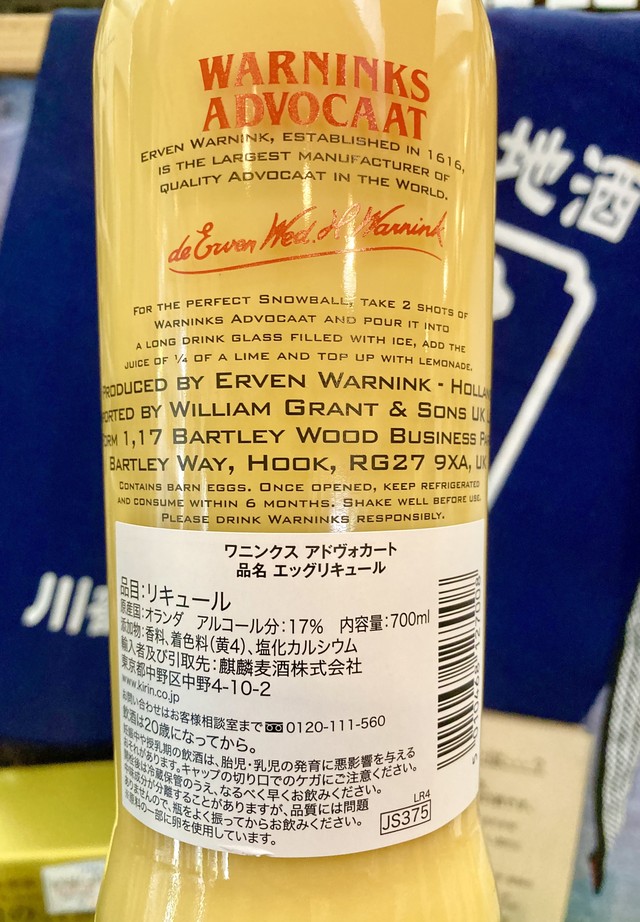 WARNINKS
ADVOCAAT
ERVEN WARNINK, ESTABLISHED IN 1616,
IS THE LARGEST MANUFACTURER OF
QUALITY ADVOCAAT IN THE WORLD.
de Erven Wed. H. Warnink
FOR THE PERFECT SNOWBALL, TAKE 2 SHOTS OF
WARNINKS ADVOCAAT AND POUR IT INTO
A LONG DRINK GLASS FILLED WITH ICE, ADD THE
JUICE OF ¼ OF A LIME AND TOP UP WITH LEMONADE.
PRODUCED BY ERVEN WARNINK - HOLLAN
ORTED BY WILLIAM GRANT & SONS UK
ORM 1,17 BARTLEY WOOD BUSINESS PA
BARTLEY WAY, HOOK, RG27 9XA, UK
CONTAINS BARN EGGS. ONCE OPENED, KEEP REFRIGERATED
AND CONSUME WITHIN 6 MONTHS. SHAKE WELL BEFORE USE.
PLEASE DRINK WARNINKS RESPONSIBLY.
ワニンクス アドヴォカート
品名 エッグリキュール
品目:リキュール
原産国:オランダ アルコール分:17% 内容量:700ml
添加物:香料、着色料(黄4)、塩化カルシウム
輸入者及び引取先:麒麟麦酒株式会社
東京都中野区中野4-10-2
www.kirin.co.jp
お問い合わせはお客様相談室まで 0120-111-560
飲酒は20歳になってから。
妊娠中や授乳期の飲酒は、胎児・乳児の発育に悪影響を与える
おそれがあります。キャップの切り口でのケガにご注意ください。
開栓後は冷蔵保管のうえ、なるべく早くお飲みください。
中味成分が分離することがありますが、品質には問題
ありませんので、瓶をよく振ってからお飲みください。
原料の一部に卵を使用しています。
LR4
JS375
5 010468 127008
地酒
川